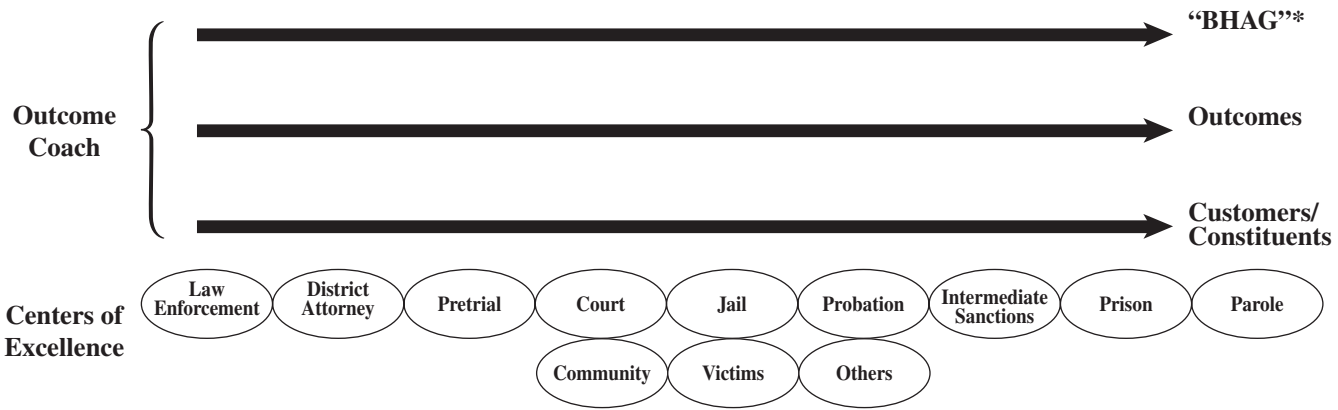 “BHAG”*
Outcome
Coach
Outcomes
Customers/
Constituents
Centers of
Excellence
Law
Enforcement
District
Attorney
Pretrial
Court
Jail
Probation
Intermediate
Sanctions
Prison
Parole
Community
Victims
Others